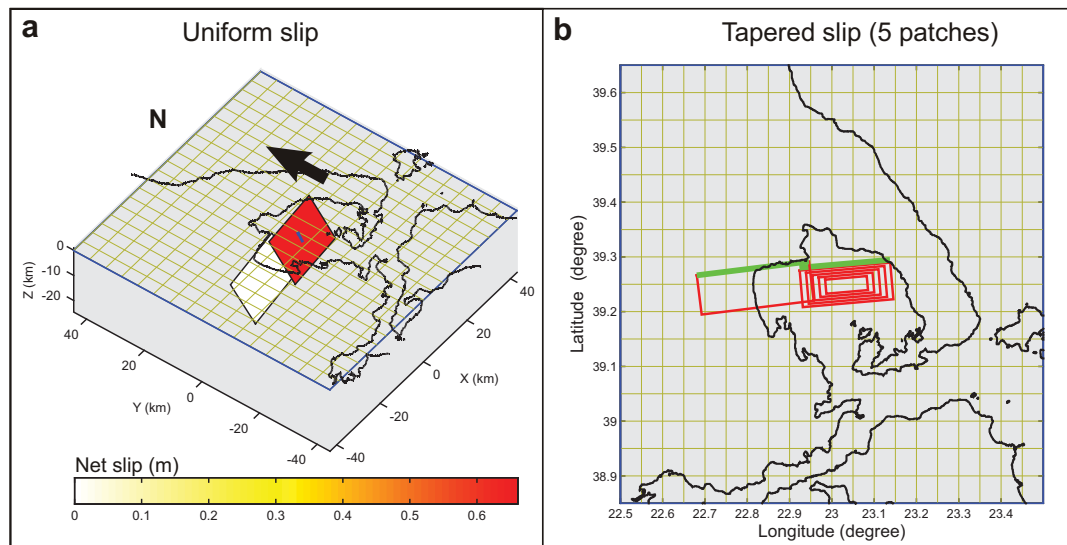 a
Uniform slip
N
0
-10
-20
Z (km)
40
20
0
-20
-40
Y (km)
40
20
0
-20
-40
X (km)
Net slip (m)
0 0.1 0.2 0.3 0.4 0.5 0.6
b
Tapered slip (5 patches)
39.6
39.5
39.4
39.3
39.2
39.1
39
38.9
Latitude (degree)
22.5 22.6 22.7 22.8 22.9 23 23.1 23.2 23.3 23.4
Longitude (degree)